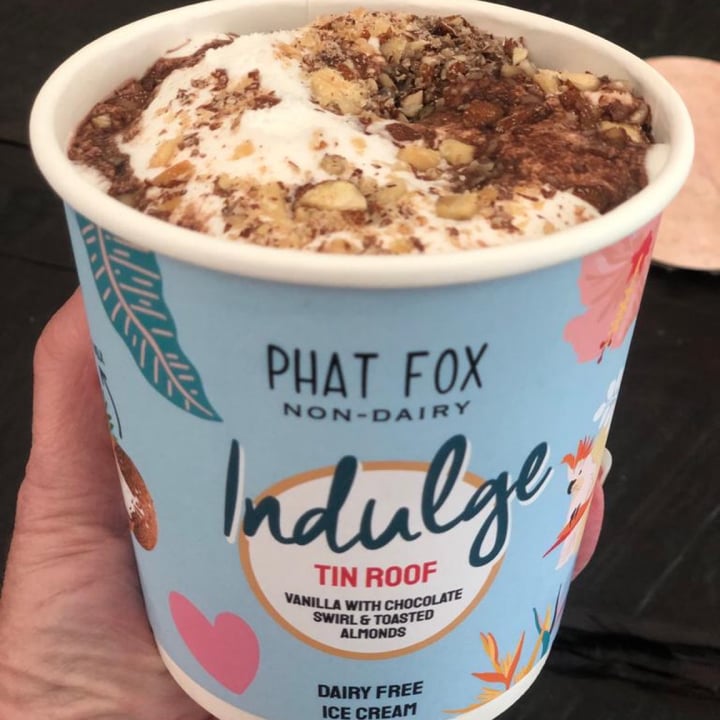 PHAT FOX
NON-DAIRY
Indulge
TIN ROOF
VANILLA WITH CHOCOLATE
SWIRL & TOASTED
ALMONDS
DAIRY FREE
ICE CREAM